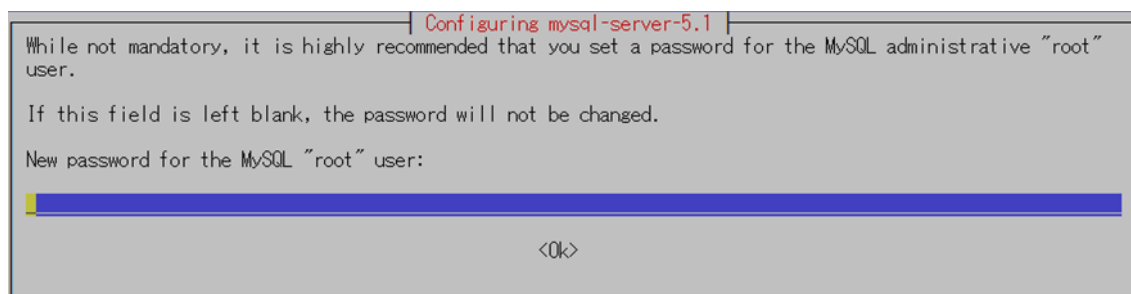 Configuring mysql-server-5.1
While not mandatory, it is highly recommended that you set a password for the MySQL administrative "root"
user.
If this field is left blank, the password will not be changed.
New password for the MySQL "root" user:
<Ok>